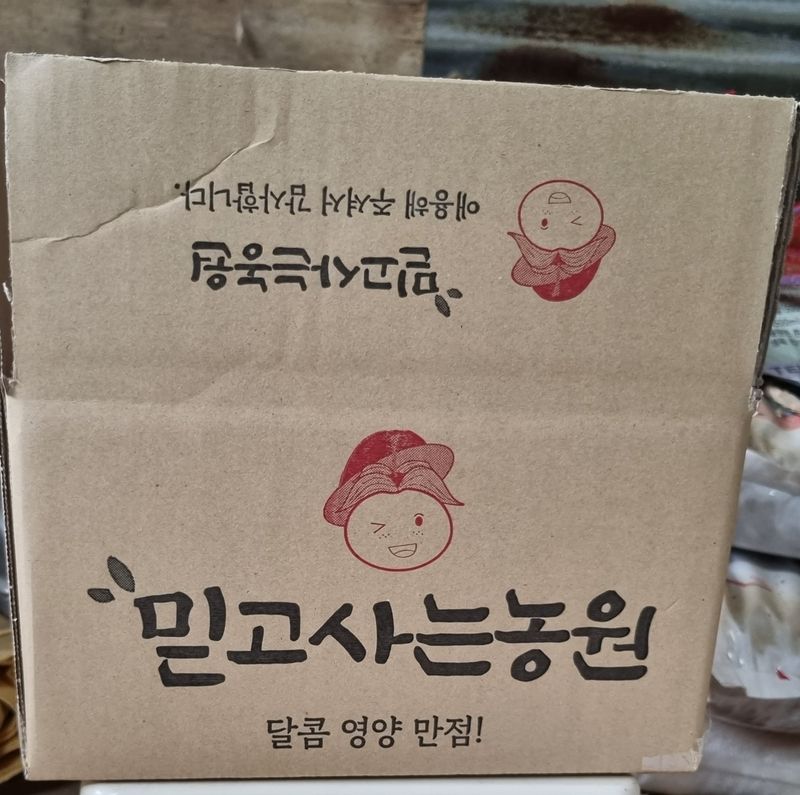 애용해 주셔서 감사합니다.
믿고사는농원
믿고사는농원
달콤 영양 만점!